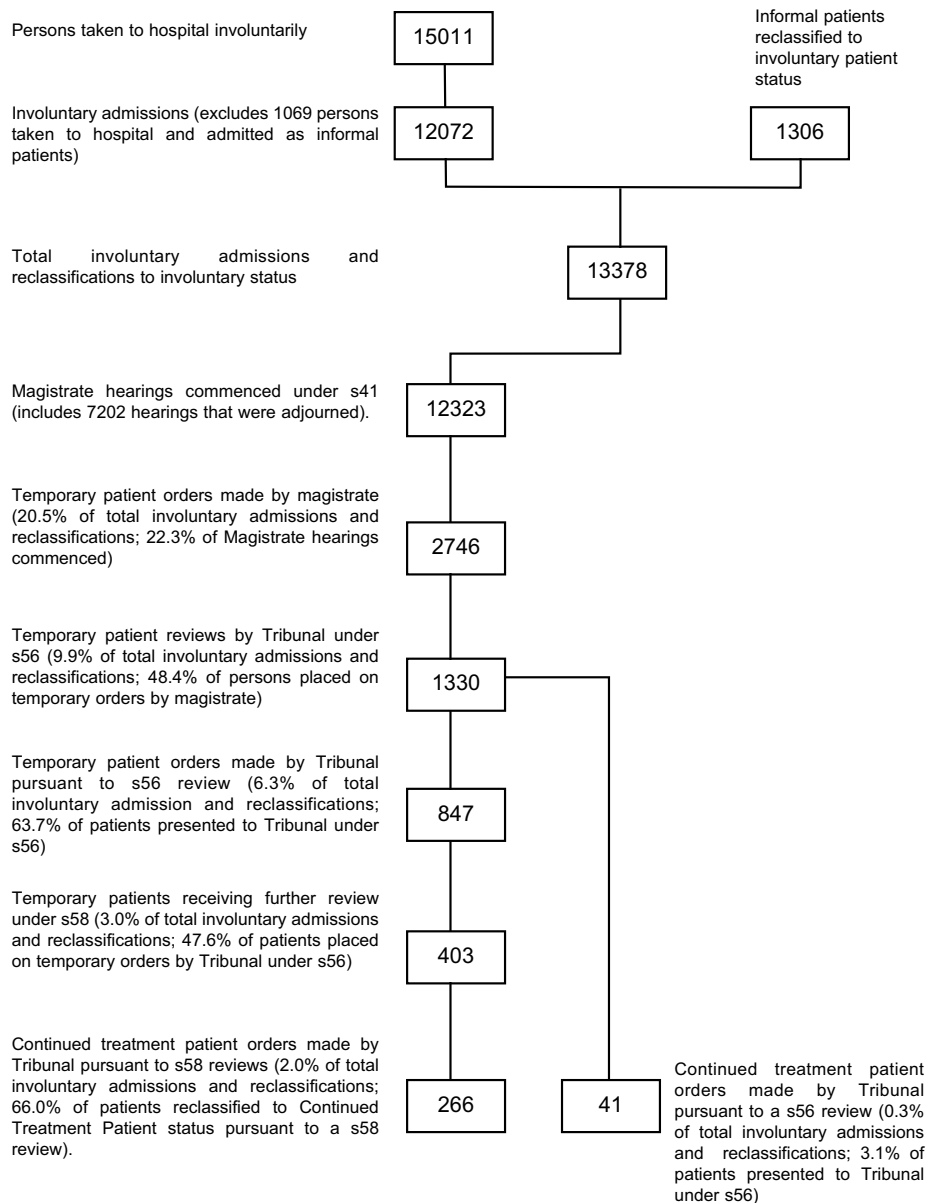 Persons taken to hospital involuntarily
15011
Informal patients
reclassified to
involuntary patient
status
Involuntary admissions (excludes 1069 persons
taken to hospital and admitted as informal
patients)
12072
1306
Total involuntary admissions and
reclassifications to involuntary status
13378
Magistrate hearings commenced under s41
(includes 7202 hearings that were adjourned).
12323
Temporary patient orders made by magistrate
(20.5% of total involuntary admissions and
reclassifications; 22.3% of Magistrate hearings
commenced)
2746
Temporary patient reviews by Tribunal under
s56 (9.9% of total involuntary admissions and
reclassifications; 48.4% of persons placed on
temporary orders by magistrate)
1330
Temporary patient orders made by Tribunal
pursuant to s56 review (6.3% of total
involuntary admission and reclassifications;
63.7% of patients presented to Tribunal under
s56)
847
Temporary patients receiving further review
under s58 (3.0% of total involuntary admissions
and reclassifications; 47.6% of patients placed
on temporary orders by Tribunal under s56)
403
Continued treatment patient orders made by
Tribunal pursuant to s58 reviews (2.0% of total
involuntary admissions and reclassifications;
66.0% of patients reclassified to Continued
Treatment Patient status pursuant to a s58
review).
266
41
Continued treatment patient
orders made by Tribunal
pursuant to a s56 review (0.3%
of total involuntary admissions
and reclassifications; 3.1% of
patients presented to Tribunal
under s56)